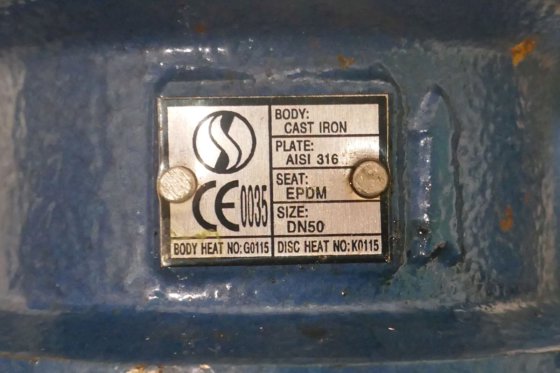 BODY:
CAST IRON
PLATE:
AISI 316
SEAT:
EPDM
CE 0035
SIZE:
DN50
BODY HEAT NO:G0115
DISC HEAT NO:K0115